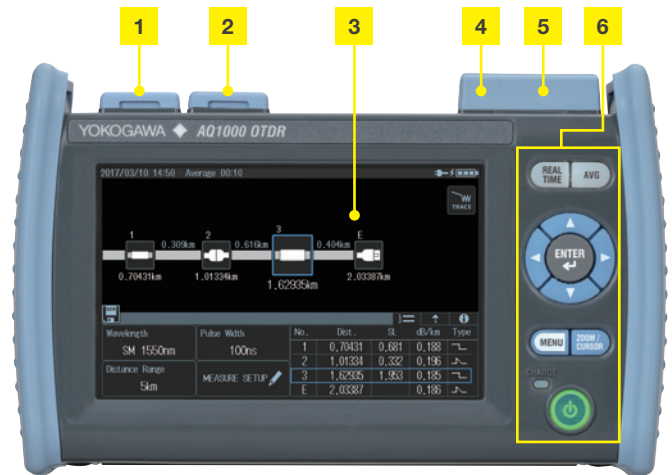 1 2 3 4 5 6
YOKOGAWA AQ1000 OTDR
2017/03/10 14:50 Average 00:10
TRACE
REAL TIME AVG
1 2 3 E
0.309km 0.616km 0.404km
0.70431km 1.01334km 1.62935km 2.03387km
ENTER
Wavelength Pulse Width No. Dist. SL dB/km Type
SM 1550nm 100ns 1 0,70431 0,681 0,188
2 1,01334 0,332 0,196
Distance Range MEASURE SETUP 3 1,62935 1,953 0,185
5km E 2,03387 0,186
MENU ZOOM / CURSOR
CHARGE